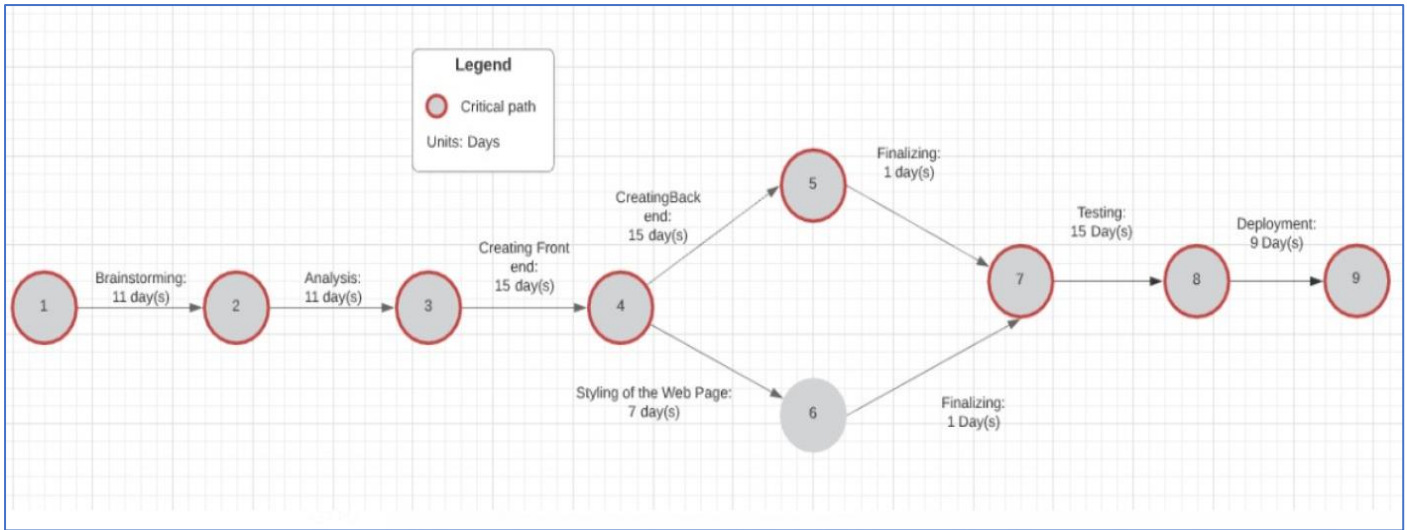 Legend
Critical path
Units: Days
1
Brainstorming:
11 day(s)
2
Analysis:
11 day(s)
3
Creating Front
end:
15 day(s)
4
CreatingBack
end:
15 day(s)
5
Finalizing:
1 day(s)
Styling of the Web Page:
7 day(s)
6
Finalizing:
1 Day(s)
7
Testing:
15 Day(s)
8
Deployment:
9 Day(s)
9